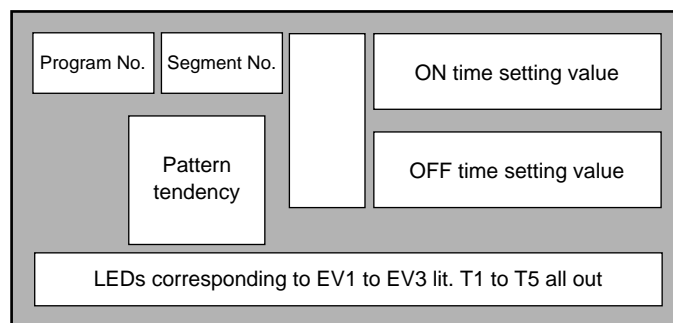 Program No.
Segment No.
ON time setting value
Pattern
tendency
OFF time setting value
LEDs corresponding to EV1 to EV3 lit. T1 to T5 all out